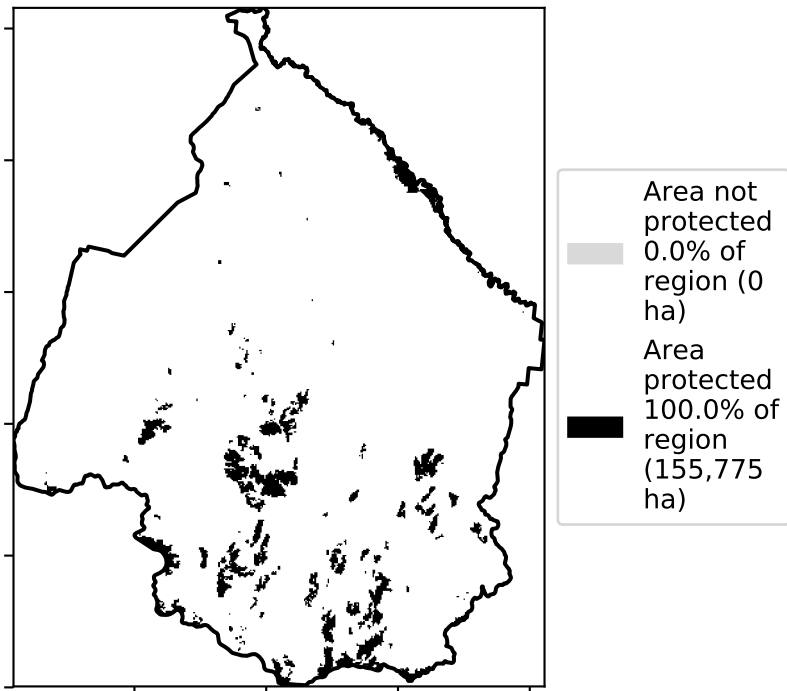 Area not
protected
0.0% of
region (0
ha)
Area
protected
100.0% of
region
(155,775
ha)